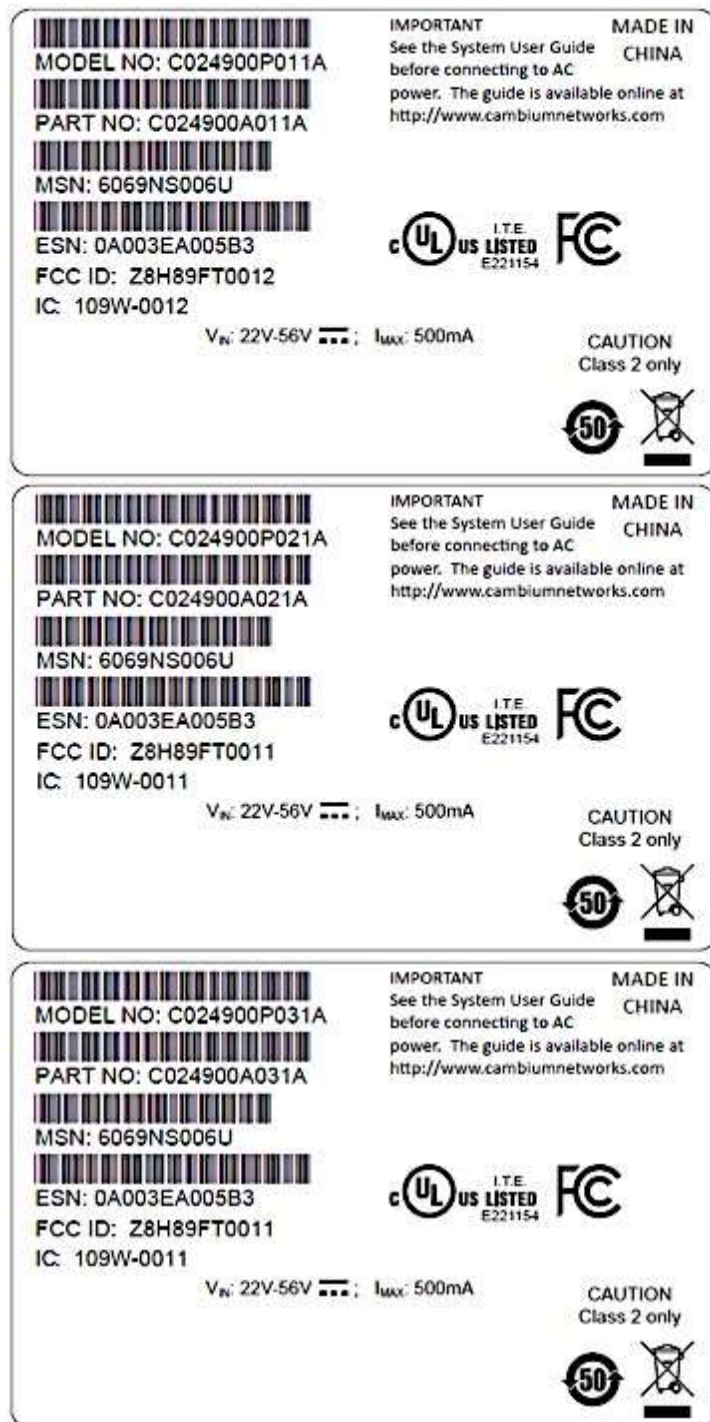 MODEL NO: C024900P011A
PART NO: C024900A011A
MSN: 6069NS006U
ESN: 0A003EA005B3
FCC ID: Z8H89FT0012
IC: 109W-0012
IMPORTANT
See the System User Guide
before connecting to AC
power. The guide is available online at
http://www.cambiumnetworks.com
MADE IN
CHINA
C UL US LISTED
I.T.E.
E221154
FC
VIN: 22V-56V ; IMAX: 500mA
CAUTION
Class 2 only
50
MODEL NO: C024900P021A
PART NO: C024900A021A
MSN: 6069NS006U
ESN: 0A003EA005B3
FCC ID: Z8H89FT0011
IC: 109W-0011
IMPORTANT
See the System User Guide
before connecting to AC
power. The guide is available online at
http://www.cambiumnetworks.com
MADE IN
CHINA
C UL US LISTED
I.T.E.
E221154
FC
VIN: 22V-56V ; IMAX: 500mA
CAUTION
Class 2 only
50
MODEL NO: C024900P031A
PART NO: C024900A031A
MSN: 6069NS006U
ESN: 0A003EA005B3
FCC ID: Z8H89FT0011
IC: 109W-0011
IMPORTANT
See the System User Guide
before connecting to AC
power. The guide is available online at
http://www.cambiumnetworks.com
MADE IN
CHINA
C UL US LISTED
I.T.E.
E221154
FC
VIN: 22V-56V ; IMAX: 500mA
CAUTION
Class 2 only
50